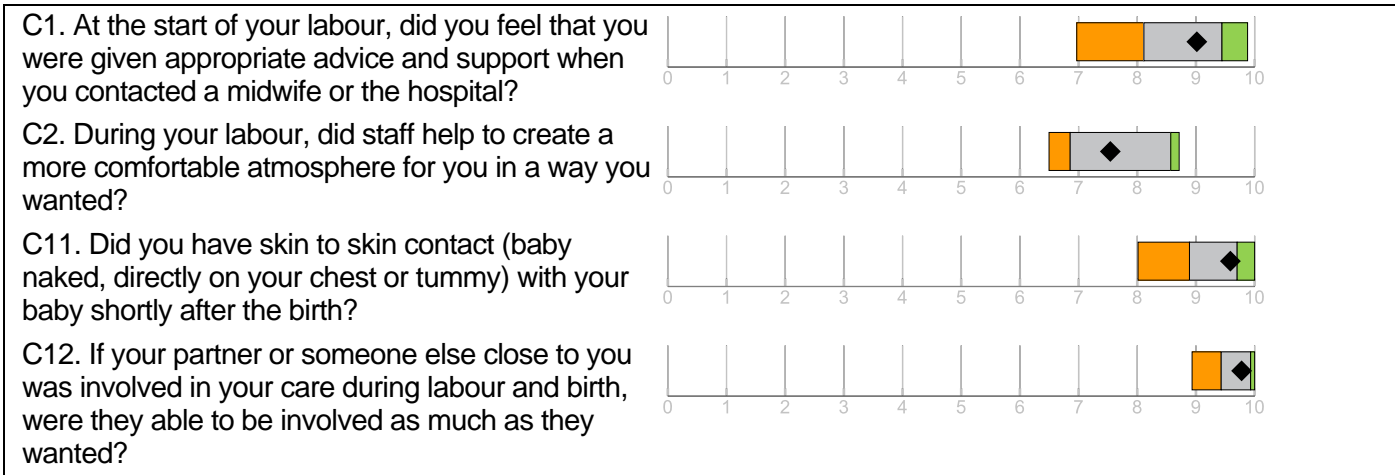 C1. At the start of your labour, did you feel that you
were given appropriate advice and support when
you contacted a midwife or the hospital?
0 1 2 3 4 5 6 7 8 9 10
C2. During your labour, did staff help to create a
more comfortable atmosphere for you in a way you
wanted?
0 1 2 3 4 5 6 7 8 9 10
C11. Did you have skin to skin contact (baby
naked, directly on your chest or tummy) with your
baby shortly after the birth?
0 1 2 3 4 5 6 7 8 9 10
C12. If your partner or someone else close to you
was involved in your care during labour and birth,
were they able to be involved as much as they
wanted?
0 1 2 3 4 5 6 7 8 9 10